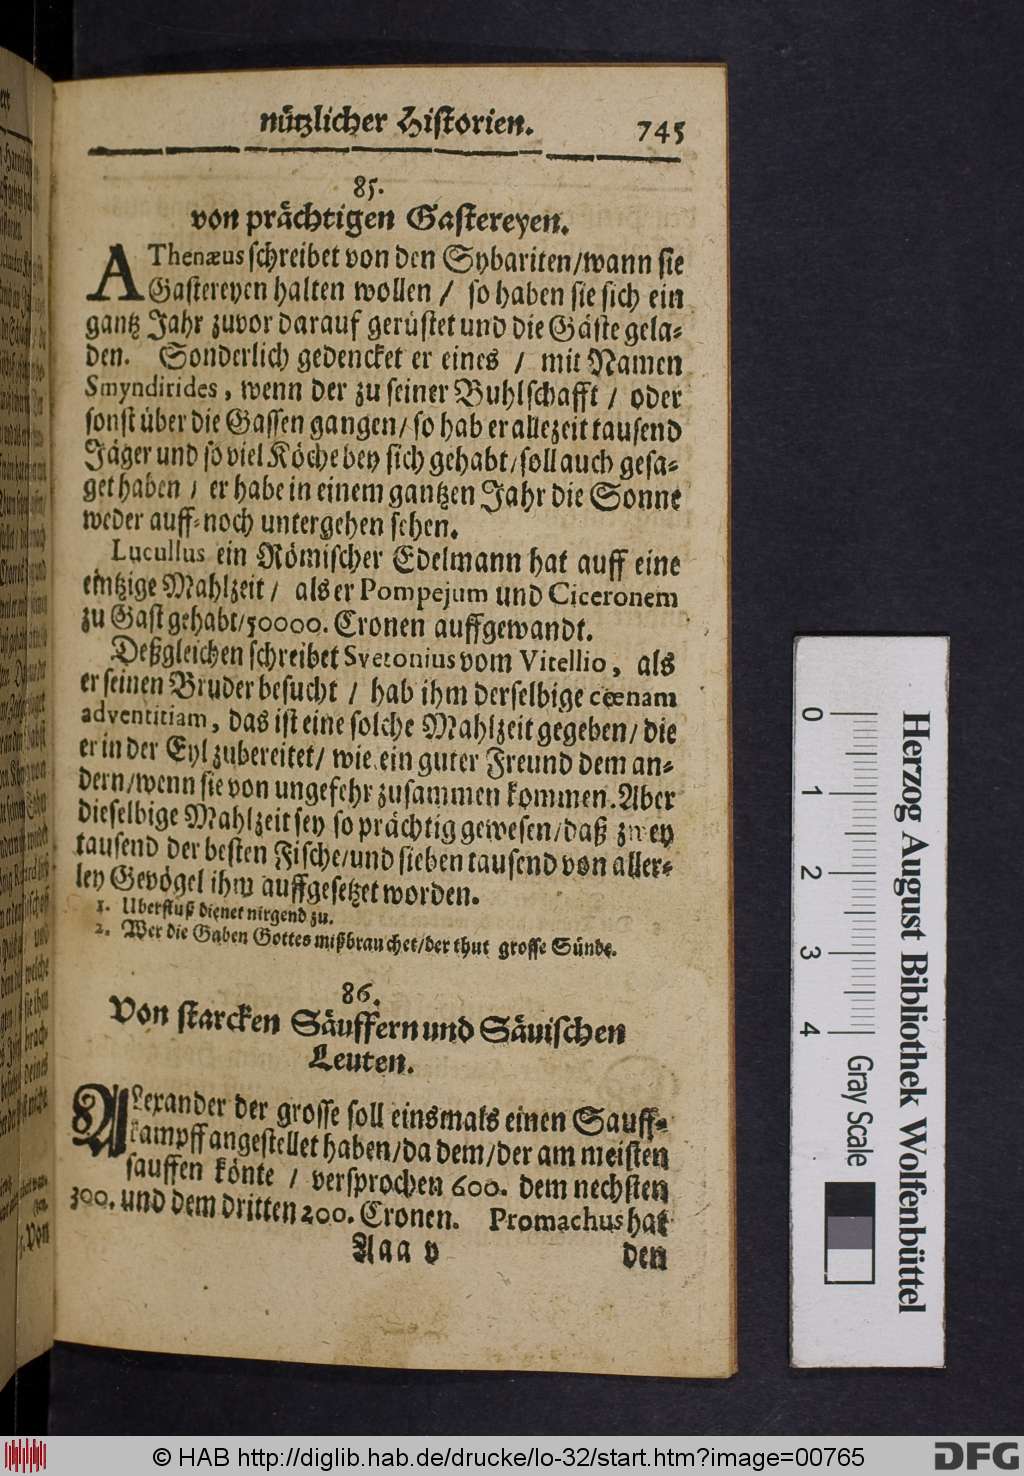 nützlicher Historien. 745
85.
von prächtigen Gastereyen.
AThenæus schreibet von den Sybariten/wann sie
Gastereyen halten wollen / so haben sie sich ein
gantz Jahr zuvor darauf gerüstet und die Gäste gela-
den. Sonderlich gedencket er eines / mit Namen
Smyndirides, wenn der zu seiner Buhlschafft / oder
sonst über die Gassen gangen/ so hab er allezeit tausend
Jäger und so viel Köche bey sich gehabt/soll auch gesa-
get haben / er habe in einem gantzen Jahr die Sonne
weder auff-noch untergehen sehen.
Lucullus ein Römischer Edelmann hat auff eine
eintzige Mahlzeit / als er Pompejum und Ciceronem
zu Gast gehabt/50000. Cronen auffgewandt.
Deßgleichen schreibet Svetonius vom Vitellio, als
er seinen Bruder besucht / hab ihm derselbige cœnam
adventitiam, das ist eine solche Mahlzeit gegeben/ die
er in der Eyl zubereitet/ wie ein guter Freund dem an-
dern/wenn sie von ungefehr zusammen kommen. Aber
dieselbige Mahlzeit sey so prächtig gewesen/daß zwey
tausend der besten Fische/und sieben tausend von aller-
ley Gevögel ihm auffgesetzet worden.
1. Uberfluß dienet nirgend zu.
2. Wer die Gaben Gottes mißbrauchet/der thut grosse Sünde.
86.
Von starcken Säuffern und Säuischen
Leuten.
Alexander der grosse soll einsmals einen Sauff-
kampff angestellet haben/da dem/der am meisten
sauffen könte / versprochen 600. dem nechsten
300. und dem dritten 200. Cronen. Promachus hat
Aaa v den
Von
0 1 2 3 4
Gray Scale
Herzog August Bibliothek Wolfenbüttel
© HAB http://diglib.hab.de/drucke/lo-32/start.htm?image=00765
DFG